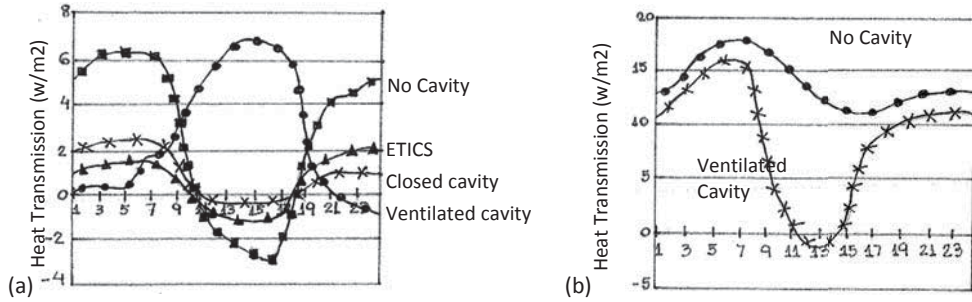 (a)
Heat Transmission (w/m2)
8
6
4
2
0
-2
-4
1 3 5 7 9 11 13 15 17 19 21 23
No Cavity
ETICS
Closed cavity
Ventilated cavity
(b)
Heat Transmission (w/m2)
20
15
10
5
0
-5
1 3 5 7 9 11 13 15 17 19 21 23
No Cavity
Ventilated
Cavity